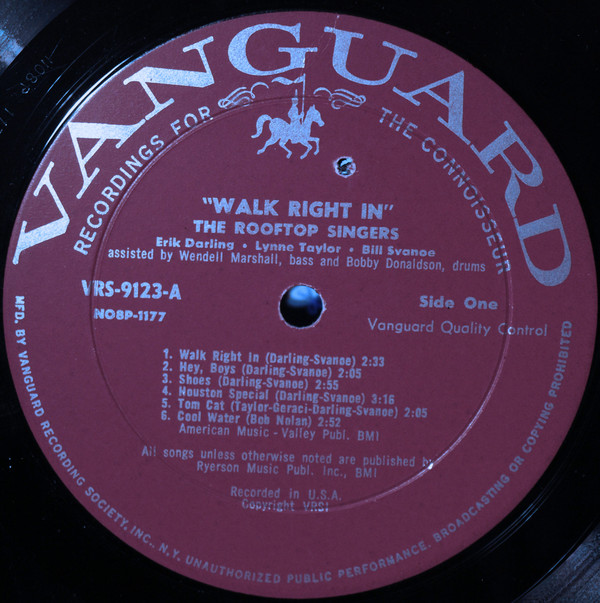 VANGUARD
RECORDINGS FOR THE CONNOISSEUR
"WALK RIGHT IN"
THE ROOFTOP SINGERS
Erik Darling • Lynne Taylor • Bill Svanøe
assisted by Wendell Marshall, bass and Bobby Donaldson, drums
VRS-9123-A
Side One
NO8P-1177
Vanguard Quality Control
1. Walk Right In (Darling-Svanoe) 2:33
2. Hey, Boys (Darling-Svanoe) 2:05
3. Shoes (Darling-Svanoe) 2:55
4. Nouston Special (Darling-Svanoe) 3:16
5. Tom Cat (Taylor-Geraci-Darling-Svanoe) 2:05
6. Cool Water (Bob Nolan) 2:52
American Music - Valley Publ. BMI
All songs unless otherwise noted are published by
Ryerson Music Publ. Inc., BMI
Recorded in U.S.A.
Copyright VRSI
MFD. BY VANGUARD RECORDING SOCIETY, INC., N.Y. UNAUTHORIZED PUBLIC PERFORMANCE, BROADCASTING OR COPYING PROHIBITED